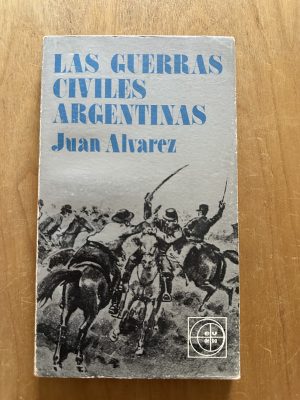 LAS GUERRAS
CIVILES
ARGENTINAS
Juan Alvarez